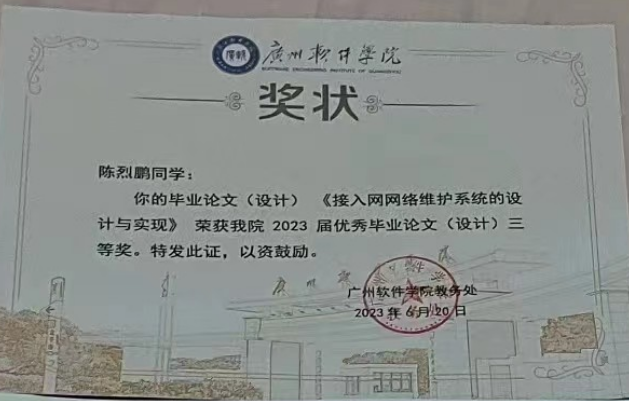 廣州软件学院
SOFTWARE ENGINEERING INSTITUTE OF GUANGZHOU
奖状
陈烈鹏同学：
你的毕业论文（设计）《接入网网络维护系统的设
计与实现》 荣获我院 2023 届优秀毕业论文（设计）三
等奖。特发此证，以资鼓励。
广州软件学院教务处
2023 年 6 月 20 日